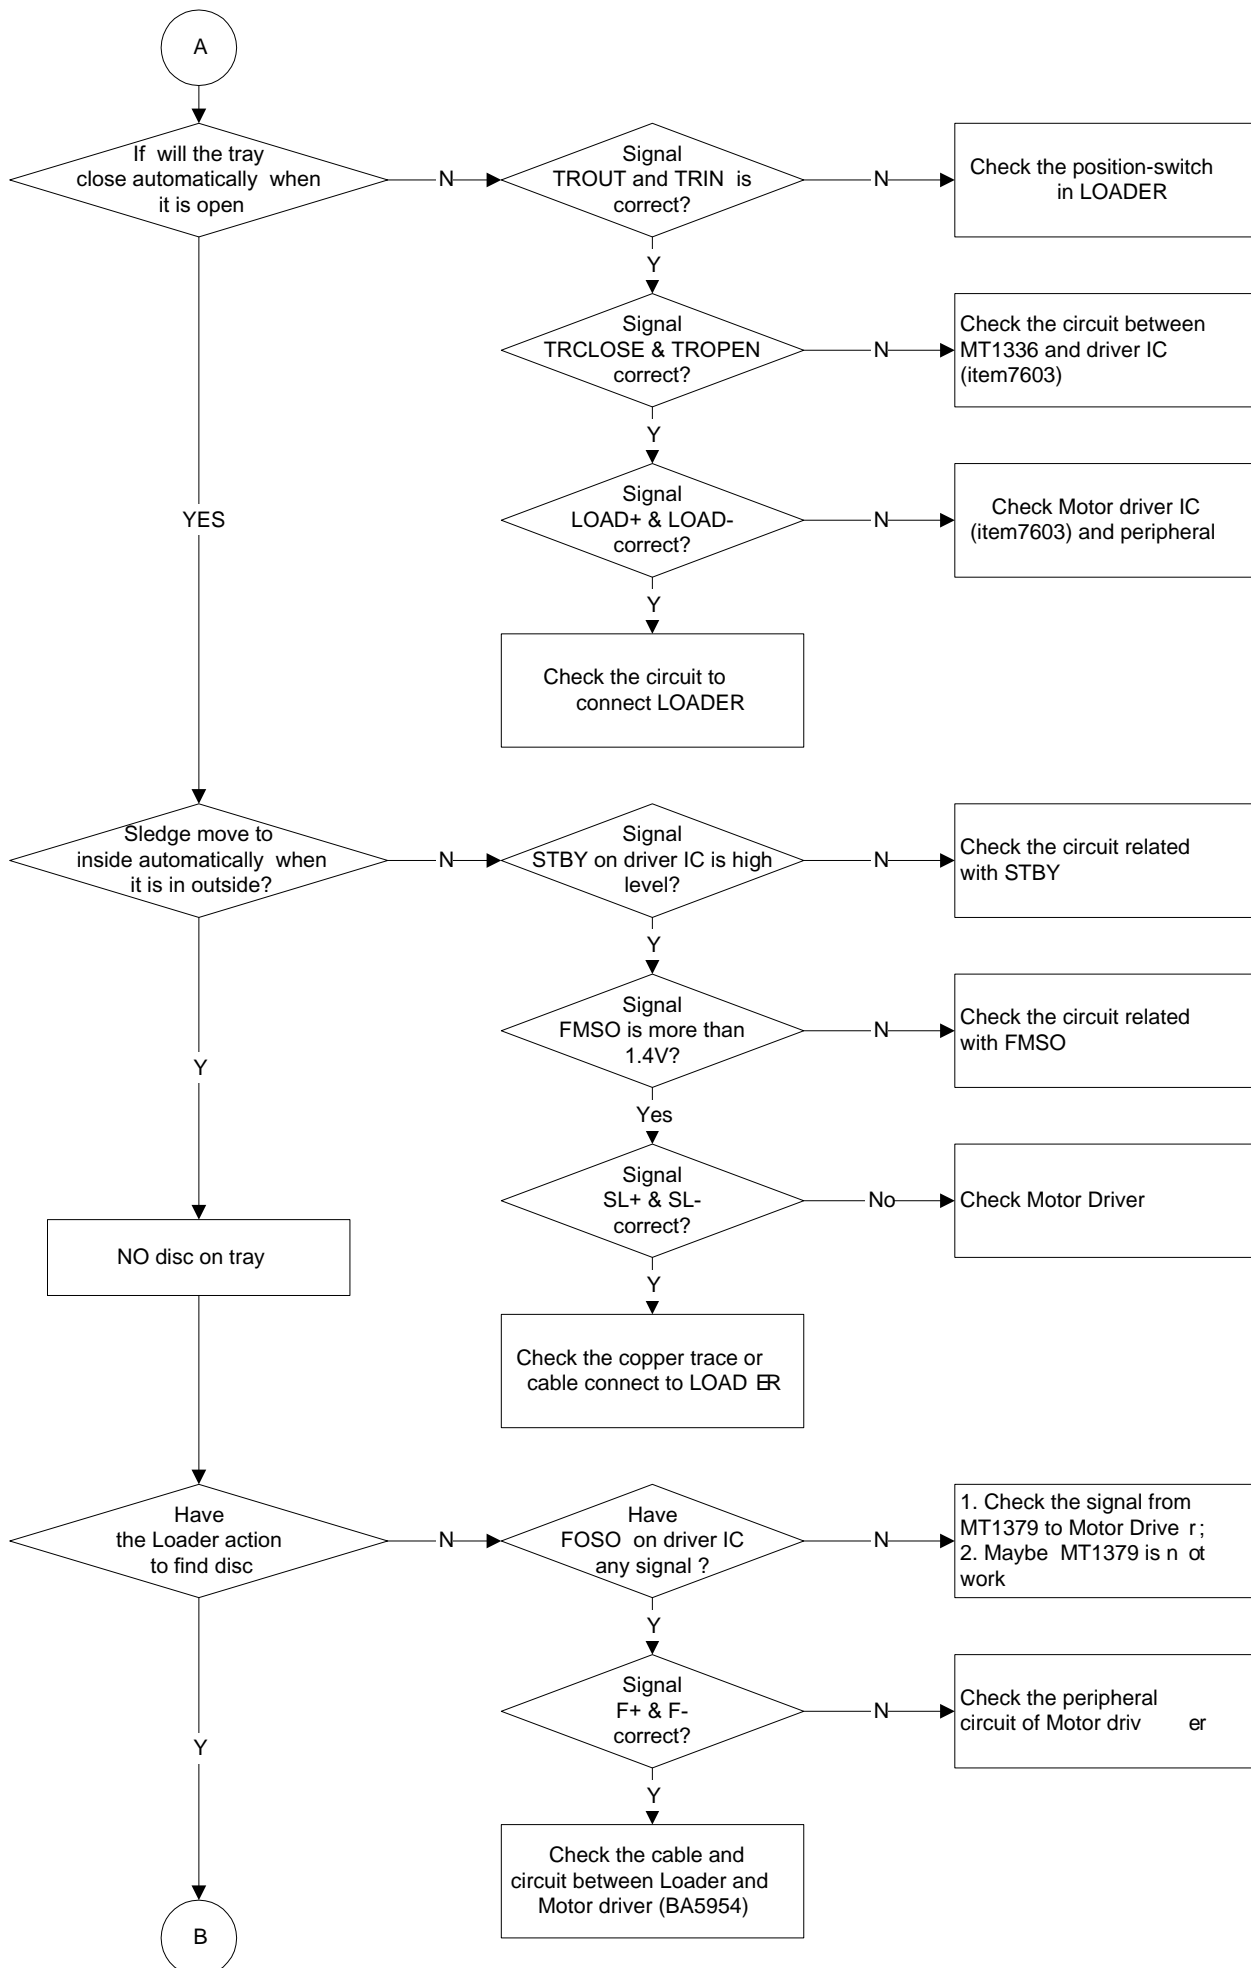 A
If will the tray
close automatically when
it is open
N
Signal
TROUT and TRIN is
correct?
N
Check the position-switch
in LOADER
Y
Signal
TRCLOSE & TROPEN
correct?
N
Check the circuit between
MT1336 and driver IC
(item7603)
Y
Signal
LOAD+ & LOAD-
correct?
N
Check Motor driver IC
(item7603) and peripheral
YES
Y
Check the circuit to
connect LOADER
Sledge move to
inside automatically when
it is in outside?
N
Signal
STBY on driver IC is high
level?
N
Check the circuit related
with STBY
Y
Signal
FMSO is more than
1.4V?
N
Check the circuit related
with FMSO
Y
Yes
Signal
SL+ & SL-
correct?
No
Check Motor Driver
NO disc on tray
Y
Check the copper trace or
cable connect to LOAD ER
Have
the Loader action
to find disc
N
Have
FOSO on driver IC
any signal ?
N
1. Check the signal from
MT1379 to Motor Drive r;
2. Maybe MT1379 is n ot
work
Y
Signal
F+ & F-
correct?
N
Check the peripheral
circuit of Motor driv er
Y
Y
Check the cable and
circuit between Loader and
Motor driver (BA5954)
B